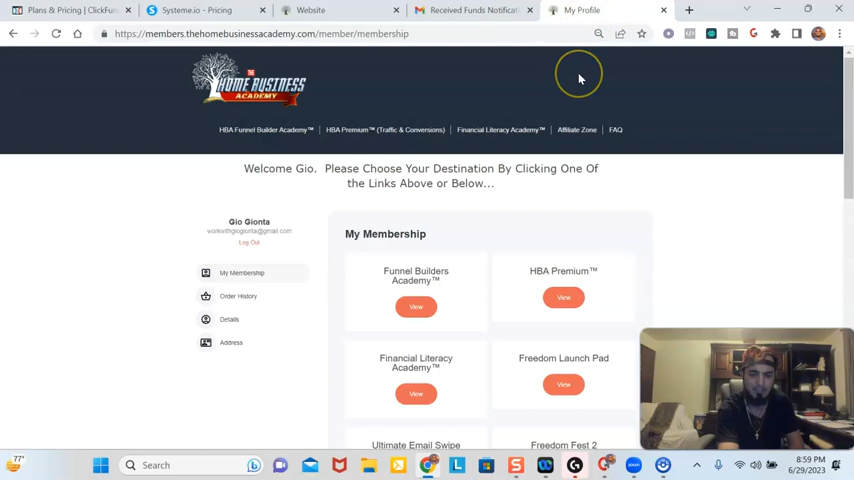 Plans & Pricing | ClickFun
Systeme.io - Pricing
Website
Received Funds Notificat
My Profile
https://members.thehomebusinessacademy.com/member/membership
THE
HOME BUSINESS
ACADEMY
HBA Funnel Builder Academy™ | HBA Premium™ (Traffic & Conversions) | Financial Literacy Academy™ | Affiliate Zone | FAQ
Welcome Gio. Please Choose Your Destination By Clicking One Of
the Links Above or Below...
Gio Gionta
workwithgiogionta@gmail.com
Log Out
My Membership
Order History
Details
Address
My Membership
Funnel Builders
Academy™
View
HBA Premium™
View
Financial Literacy
Academy™
View
Freedom Launch Pad
View
Ultimate Email Swipe
Freedom Fest 2
77°
Search
zoom
8:59 PM
6/29/2023